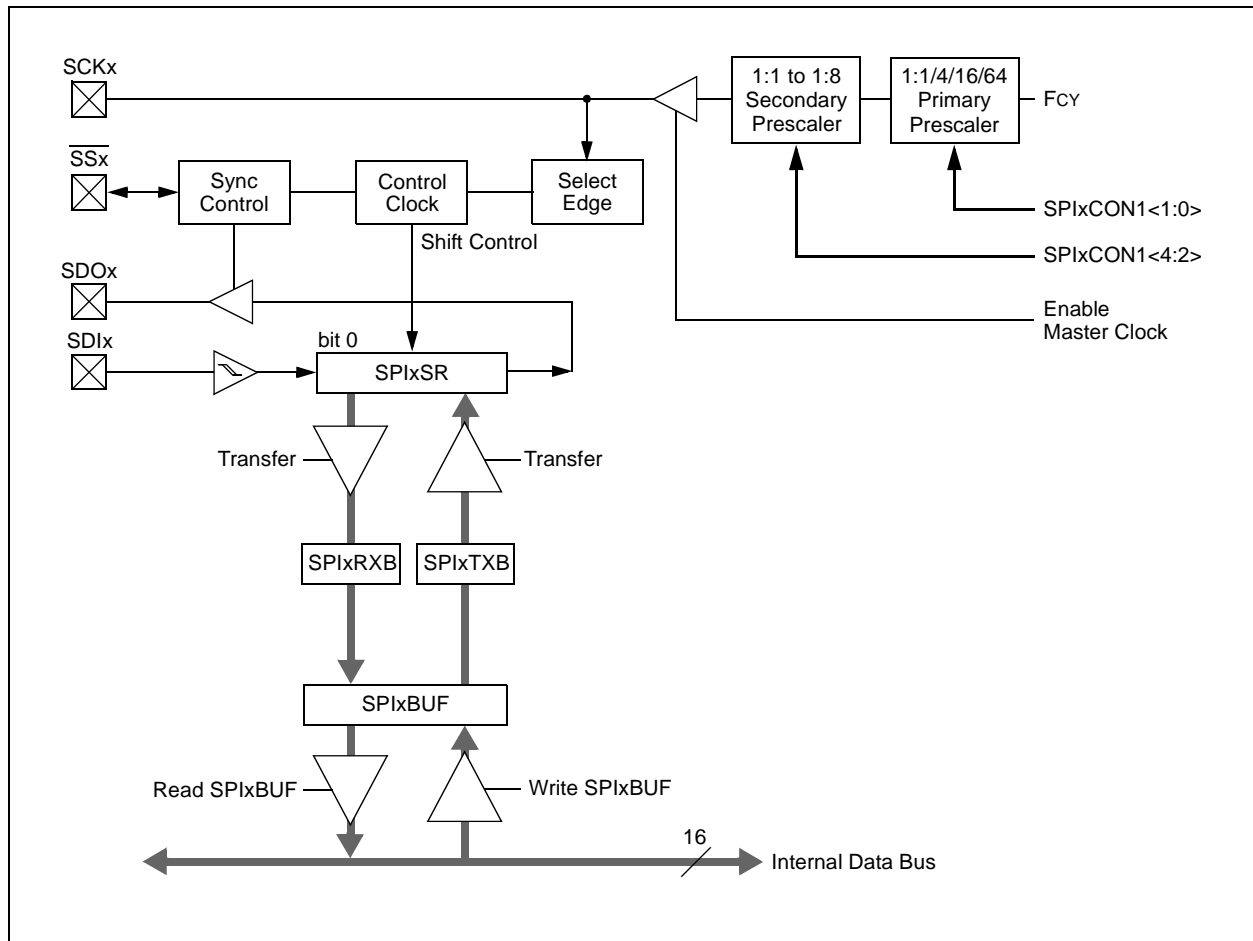 SCKx
1:1 to 1:8
Secondary
Prescaler
1:1/4/16/64
Primary
Prescaler
FCY
SSx
Sync
Control
Control
Clock
Select
Edge
SPIxCON1<1:0>
Shift Control
SPIxCON1<4:2>
SDOx
Enable
Master Clock
SDIx
bit 0
SPIxSR
Transfer
Transfer
SPIxRXB
SPIxTXB
SPIxBUF
Read SPIxBUF
Write SPIxBUF
16
Internal Data Bus